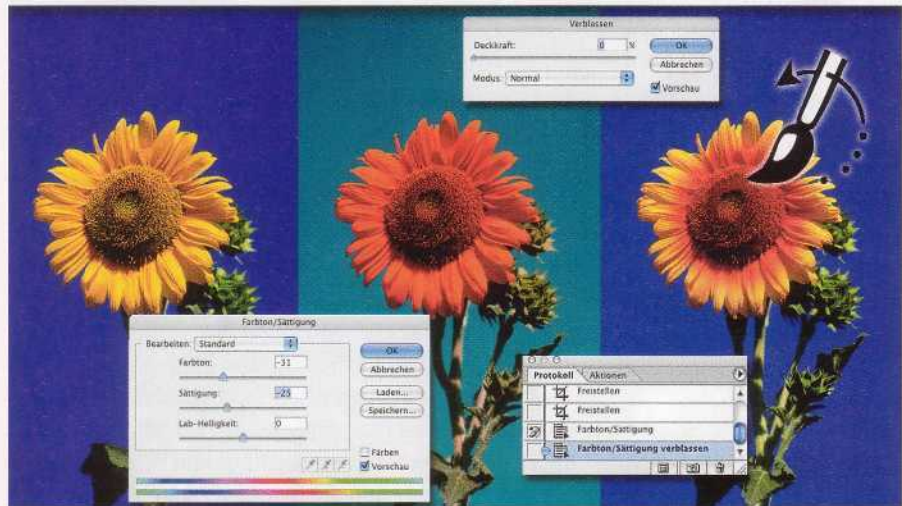 Verblassen
Deckkraft: 0 %
OK
Abbrechen
Modus: Normal
Vorschau
Farbton/Sättigung
Bearbeiten: Standard
OK
Farbton: -31
Abbrechen
Sättigung: -25
Laden...
Speichern...
Lab-Helligkeit: 0
Färben
Vorschau
Protokoll
Aktionen
Freistellen
Freistellen
Farbton/Sättigung
Farbton/Sättigung verblassen